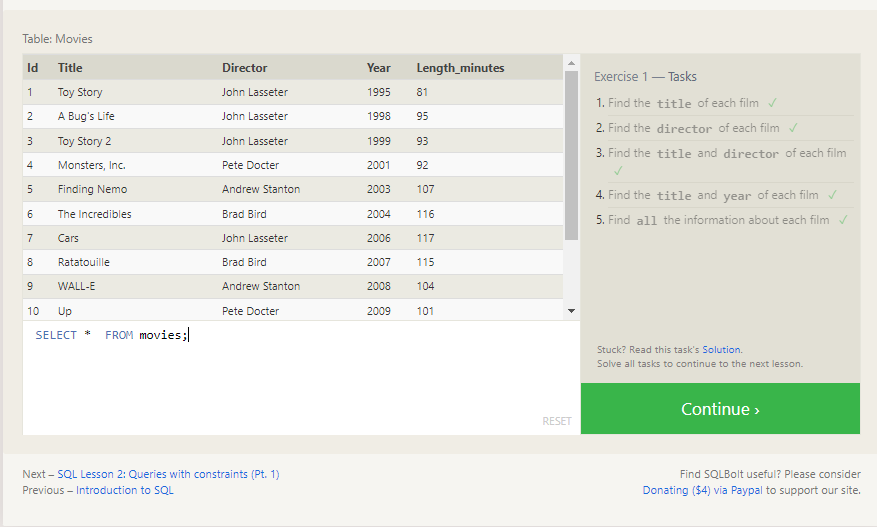 Table: Movies
Id Title Director Year Length_minutes
1 Toy Story John Lasseter 1995 81
2 A Bug's Life John Lasseter 1998 95
3 Toy Story 2 John Lasseter 1999 93
4 Monsters, Inc. Pete Docter 2001 92
5 Finding Nemo Andrew Stanton 2003 107
6 The Incredibles Brad Bird 2004 116
7 Cars John Lasseter 2006 117
8 Ratatouille Brad Bird 2007 115
9 WALL-E Andrew Stanton 2008 104
10 Up Pete Docter 2009 101
SELECT *  FROM movies;
RESET
Exercise 1 — Tasks
1. Find the title of each film ✓
2. Find the director of each film ✓
3. Find the title and director of each film
✓
4. Find the title and year of each film ✓
5. Find all the information about each film ✓
Stuck? Read this task's Solution.
Solve all tasks to continue to the next lesson.
Continue ›
Next – SQL Lesson 2: Queries with constraints (Pt. 1)
Previous – Introduction to SQL
Find SQLBolt useful? Please consider
Donating ($4) via Paypal to support our site.